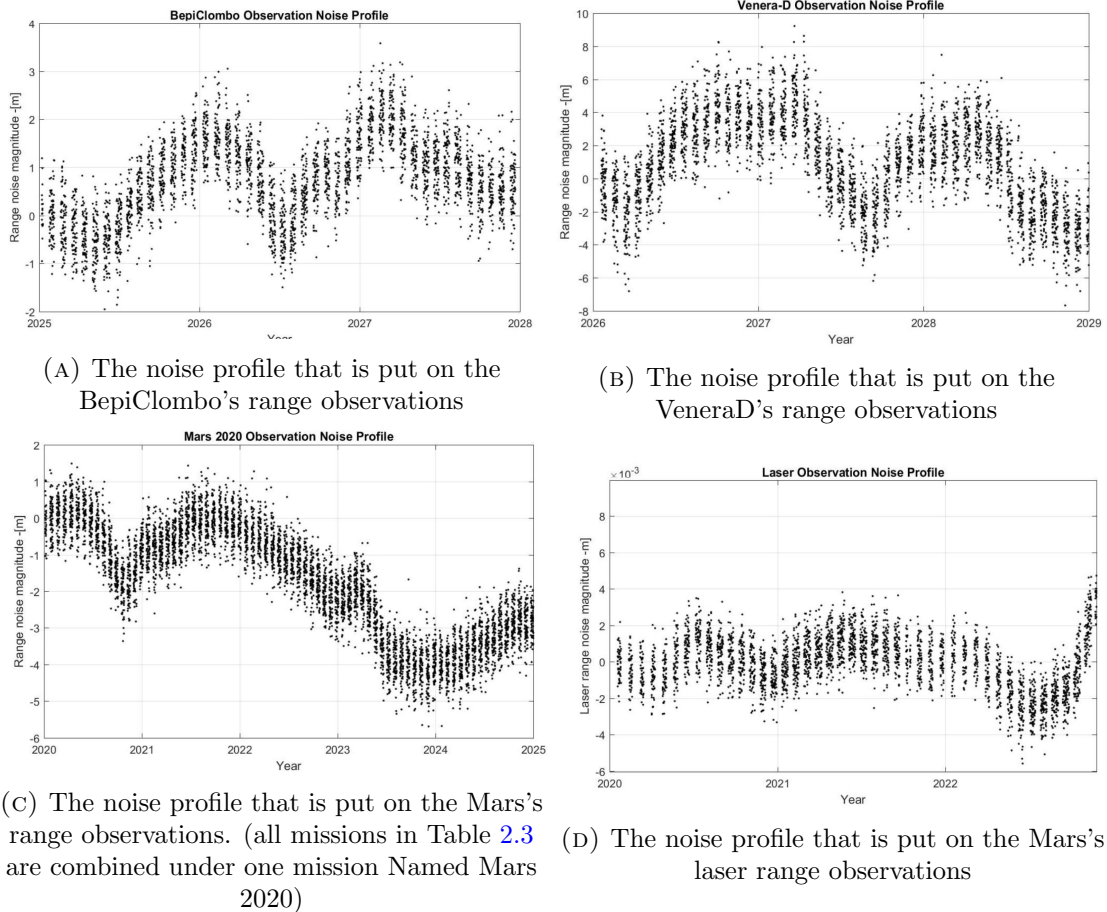 BepiClombo Observation Noise Profile
Range noise magnitude -[m]
4
3
2
1
0
-1
-2
2025 2026 2027 2028
Year
(A) The noise profile that is put on the
BepiClombo's range observations
Venera-D Observation Noise Profile
Range noise magnitude -[m]
10
8
6
4
2
0
-2
-4
-6
-8
2026 2027 2028 2029
Year
(B) The noise profile that is put on the
VeneraD's range observations
Mars 2020 Observation Noise Profile
Range noise magnitude -[m]
2
1
0
-1
-2
-3
-4
-5
-6
2020 2021 2022 2023 2024 2025
Year
(C) The noise profile that is put on the Mars's
range observations. (all missions in Table 2.3
are combined under one mission Named Mars
2020)
Laser Observation Noise Profile
× 10-3
Laser range noise magnitude -m]
8
6
4
2
0
-2
-4
-6
2020 2021 2022
Year
(D) The noise profile that is put on the Mars's
laser range observations